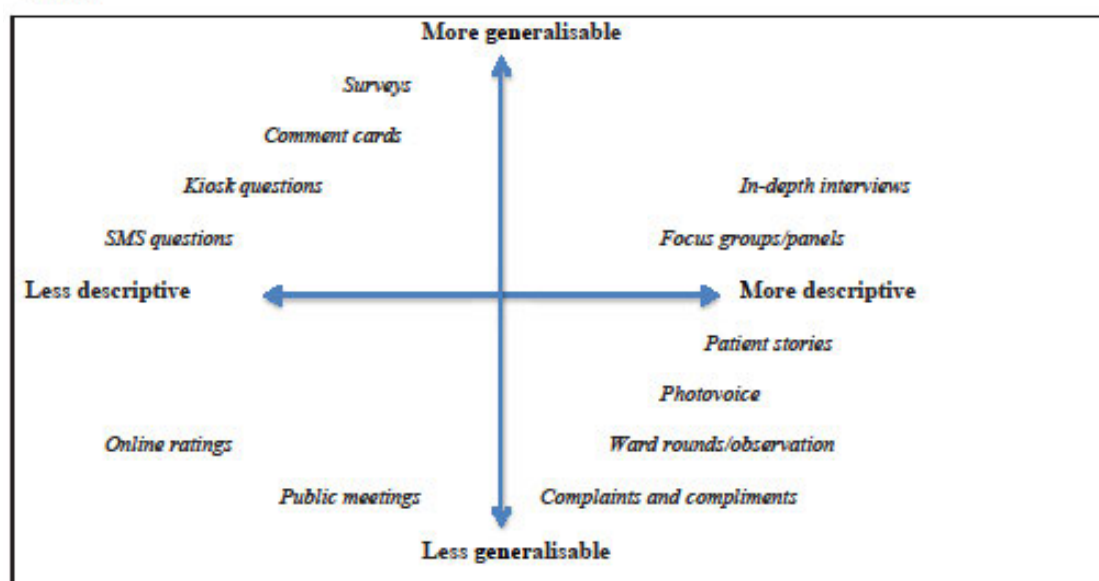 More generalisable
Surveys
Comment cards
Kiosk questions
In-depth interviews
SMS questions
Focus groups/panels
Less descriptive
More descriptive
Patient stories
Photovoice
Online ratings
Ward rounds/observation
Public meetings
Complaints and compliments
Less generalisable